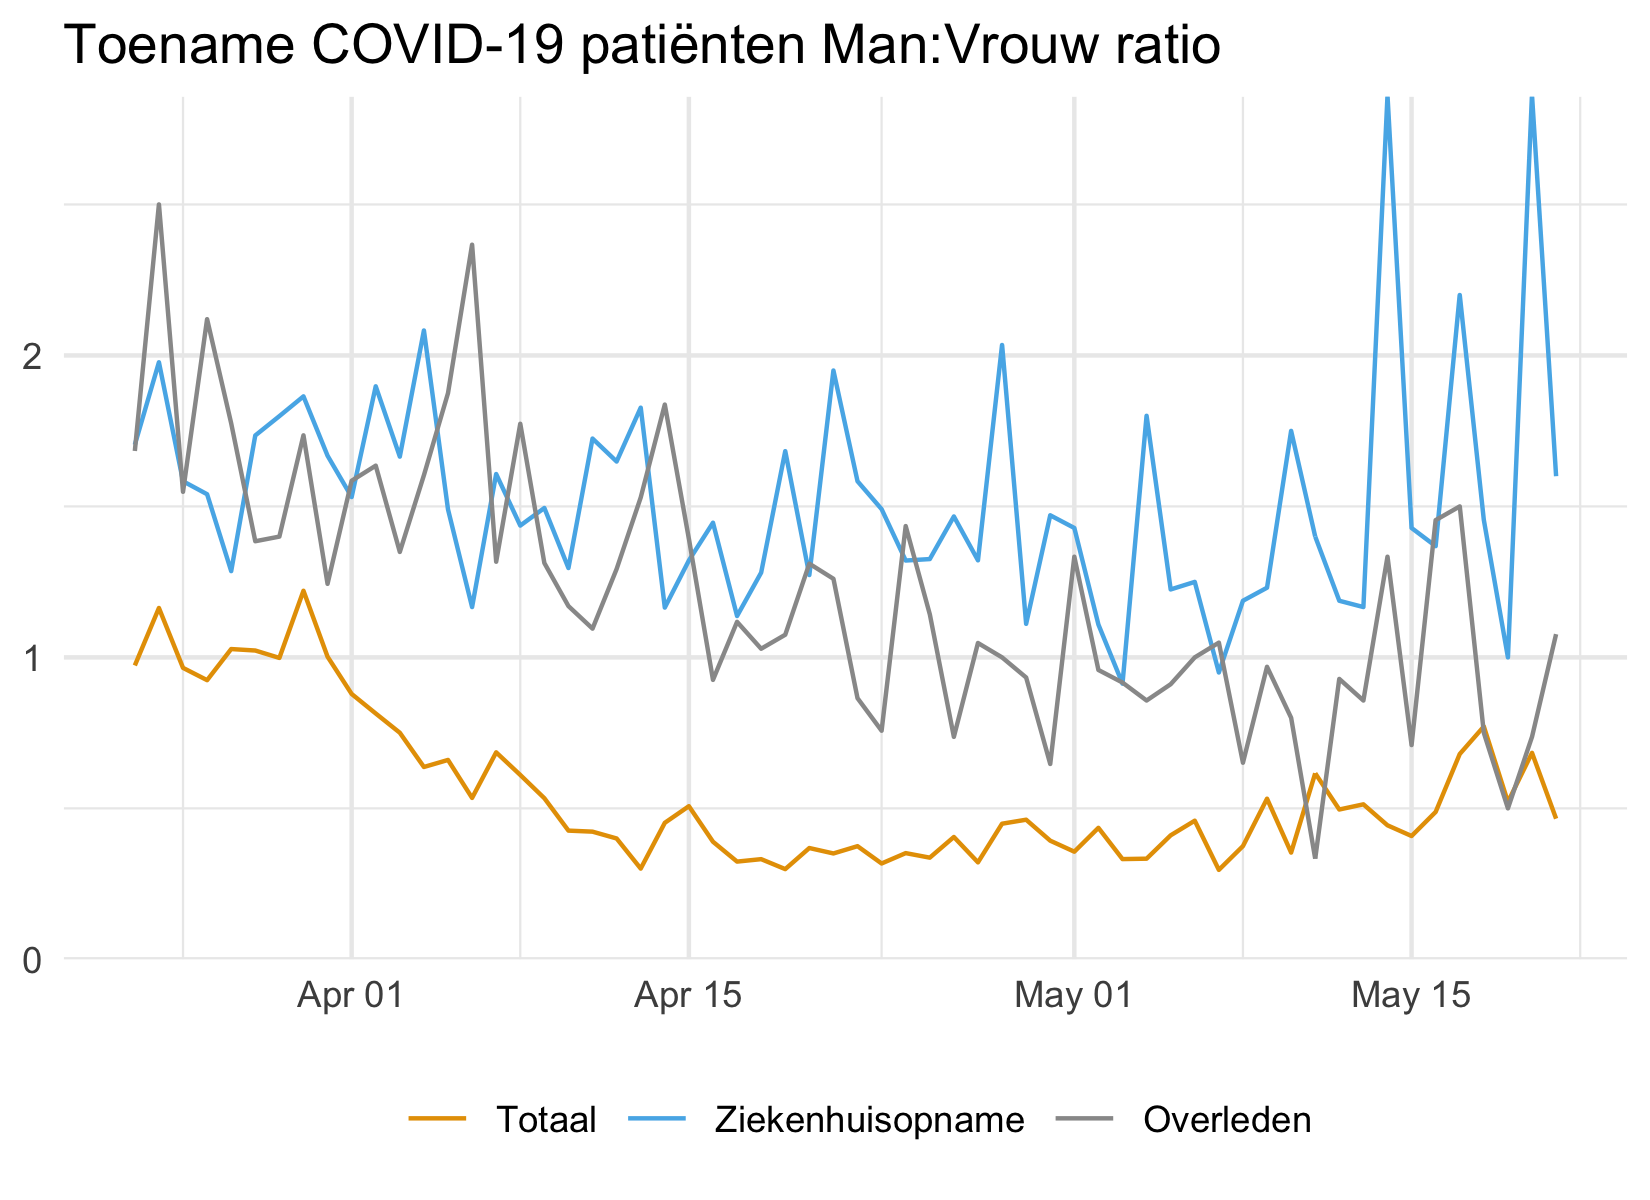 Toename COVID-19 patiënten Man:Vrouw ratio
2
1
0
Apr 01 Apr 15 May 01 May 15
Totaal Ziekenhuisopname Overleden